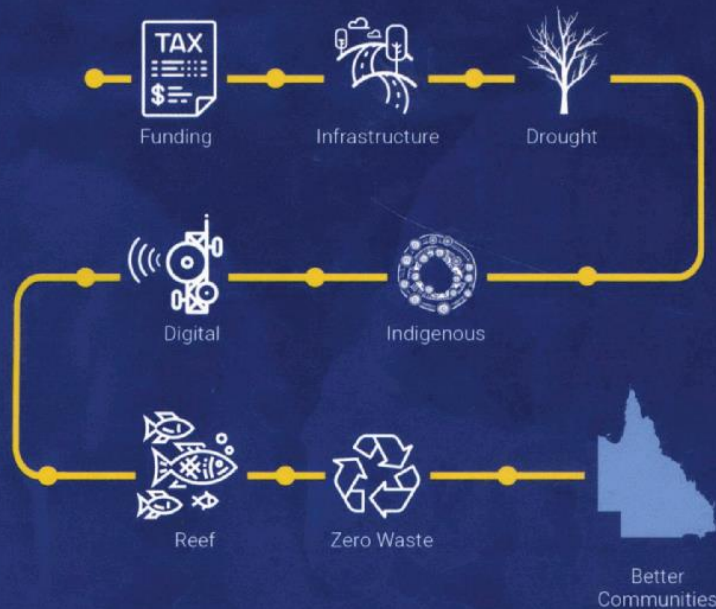 TAX
$
Funding
Infrastructure
Drought
Digital
Indigenous
Reef
Zero Waste
Better
Communities